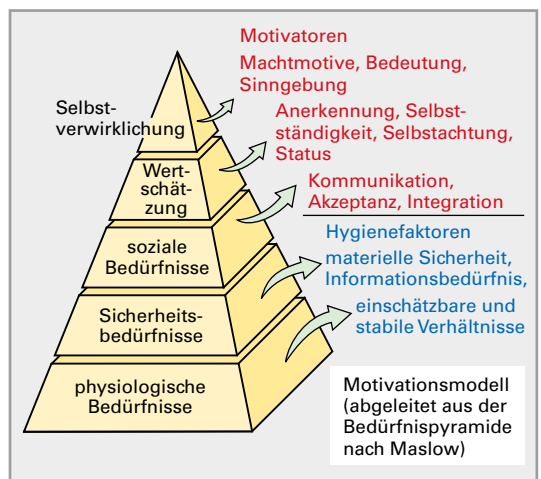 Motivatoren
Machtmotive, Bedeutung,
Sinngebung
Selbst-
verwirklichung
Anerkennung, Selbst-
ständigkeit, Selbstachtung,
Status
Wert-
schät-
zung
Kommunikation,
Akzeptanz, Integration
Hygienefaktoren
soziale
Bedürfnisse
materielle Sicherheit,
Informationsbedürfnis,
Sicherheits-
bedürfnisse
einschätzbare und
stabile Verhältnisse
physiologische
Bedürfnisse
Motivationsmodell
(abgeleitet aus der
Bedürfnispyramide
nach Maslow)